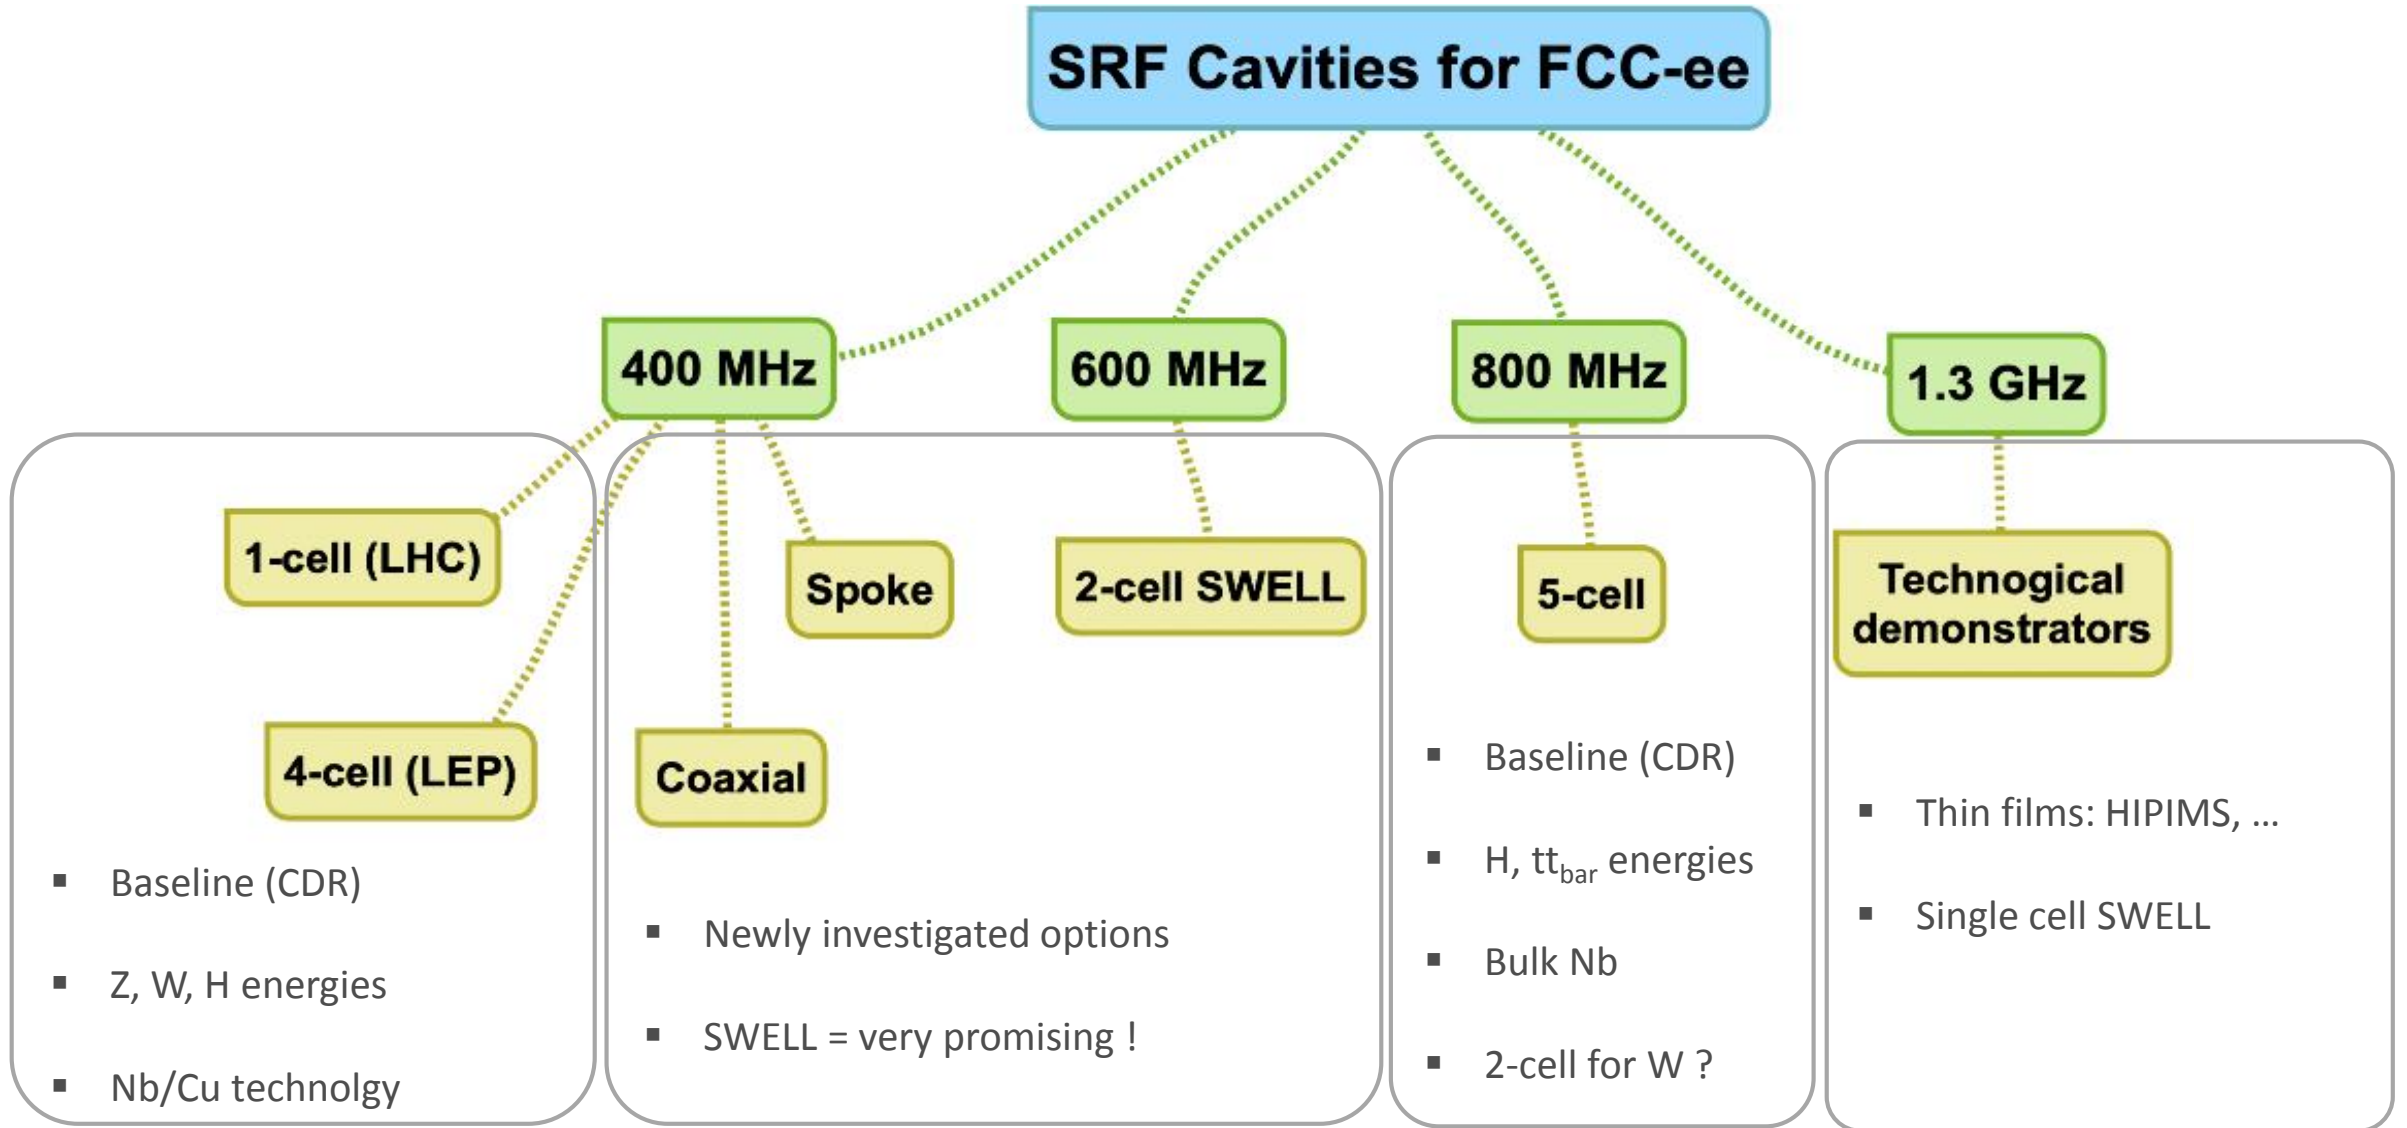 SRF Cavities for FCC-ee
400 MHz
600 MHz
800 MHz
1.3 GHz
1-cell (LHC)
4-cell (LEP)
▪ Baseline (CDR)
▪ Z, W, H energies
▪ Nb/Cu technolgy
Spoke
2-cell SWELL
Coaxial
▪ Newly investigated options
▪ SWELL = very promising !
5-cell
▪ Baseline (CDR)
▪ H, ttbar energies
▪ Bulk Nb
▪ 2-cell for W ?
Technogical
demonstrators
▪ Thin films: HIPIMS, ...
▪ Single cell SWELL